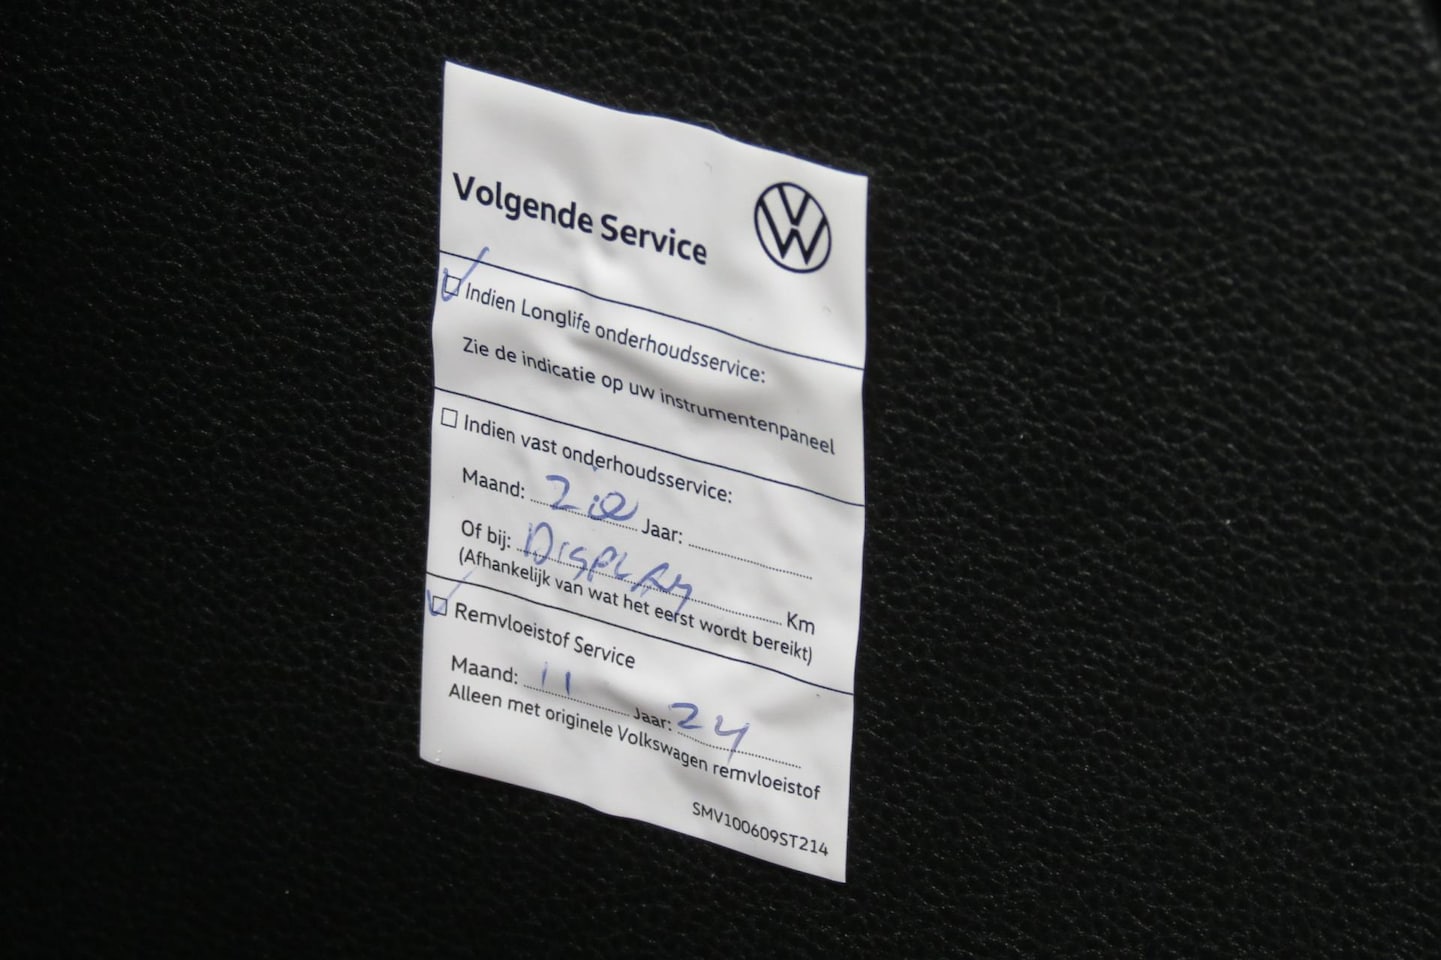 Volgende Service
Indien Longlife onderhoudsservice:
Zie de indicatie op uw instrumentenpaneel
Indien vast onderhoudsservice:
Maand: Zie Jaar:
Of bij: DISPLAY Km
(Afhankelijk van wat het eerst wordt bereikt)
Remvloeistof Service
Maand: 11 Jaar: 24
Alleen met originele Volkswagen remvloeistof
SMV100609ST214